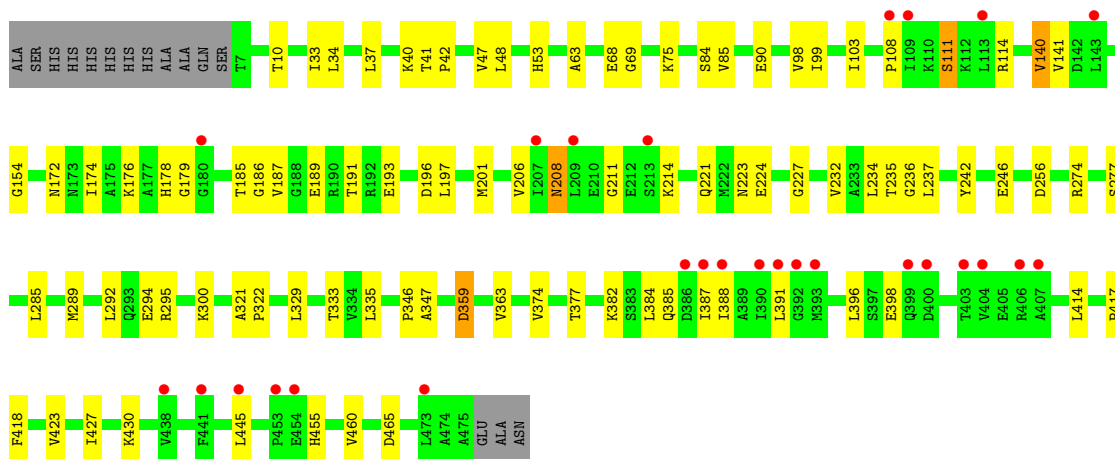 ALA SER HIS HIS HIS HIS HIS HIS ALA ALA GLN SER T7 T10 I33 L34 L37 K40 T41 P42 V47 L48 H53 A63 E68 G69 K75 S84 V85 E90 V98 I99 I103 P108 I109 K110 S111 K112 L113 R114 V140 V141 D142 L143
G154 N172 N173 I174 A175 K176 A177 H178 G179 G180 T185 G186 V187 G188 E189 R190 T191 R192 E193 D196 L197 M201 V206 I207 N208 L209 E210 G211 E212 S213 K214 Q221 M222 N223 E224 G227 V232 A233 L234 T235 G236 L237 Y242 E246 D256 R274 S277
L285 M289 L292 Q293 E294 R295 K300 A321 P322 L329 T333 V334 L335 P346 A347 D359 V363 V374 T377 K382 S383 L384 Q385 D386 I387 I388 A389 I390 L391 G392 M393 L396 S397 E398 Q399 D400 T403 V404 E405 R406 A407 L414
F418 V423 I427 K430 V438 F441 L445 P453 E454 H455 V460 D465 L473 A474 A475 GLU ALA ASN